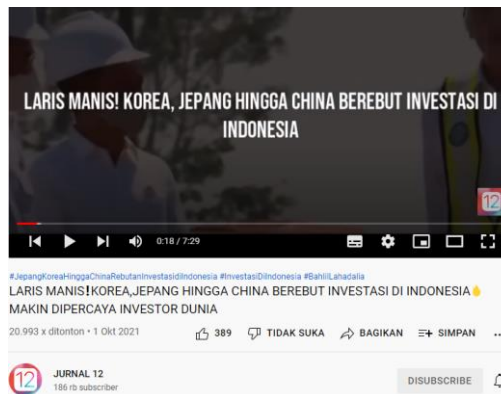 LARIS MANIS! KOREA, JEPANG HINGGA CHINA BEREBUT INVESTASI DI
INDONESIA
12
0:18 / 7:29
#JepangKoreaHinggaChinaRebutanInvestasidiIndonesia #InvestasiDiIndonesia #BahlilLahadalia
LARIS MANIS!KOREA,JEPANG HINGGA CHINA BEREBUT INVESTASI DI INDONESIA
MAKIN DIPERCAYA INVESTOR DUNIA
20.993 x ditonton • 1 Okt 2021 389 TIDAK SUKA BAGIKAN SIMPAN ...
12 JURNAL 12
186 rb subscriber
DISUBSCRIBE